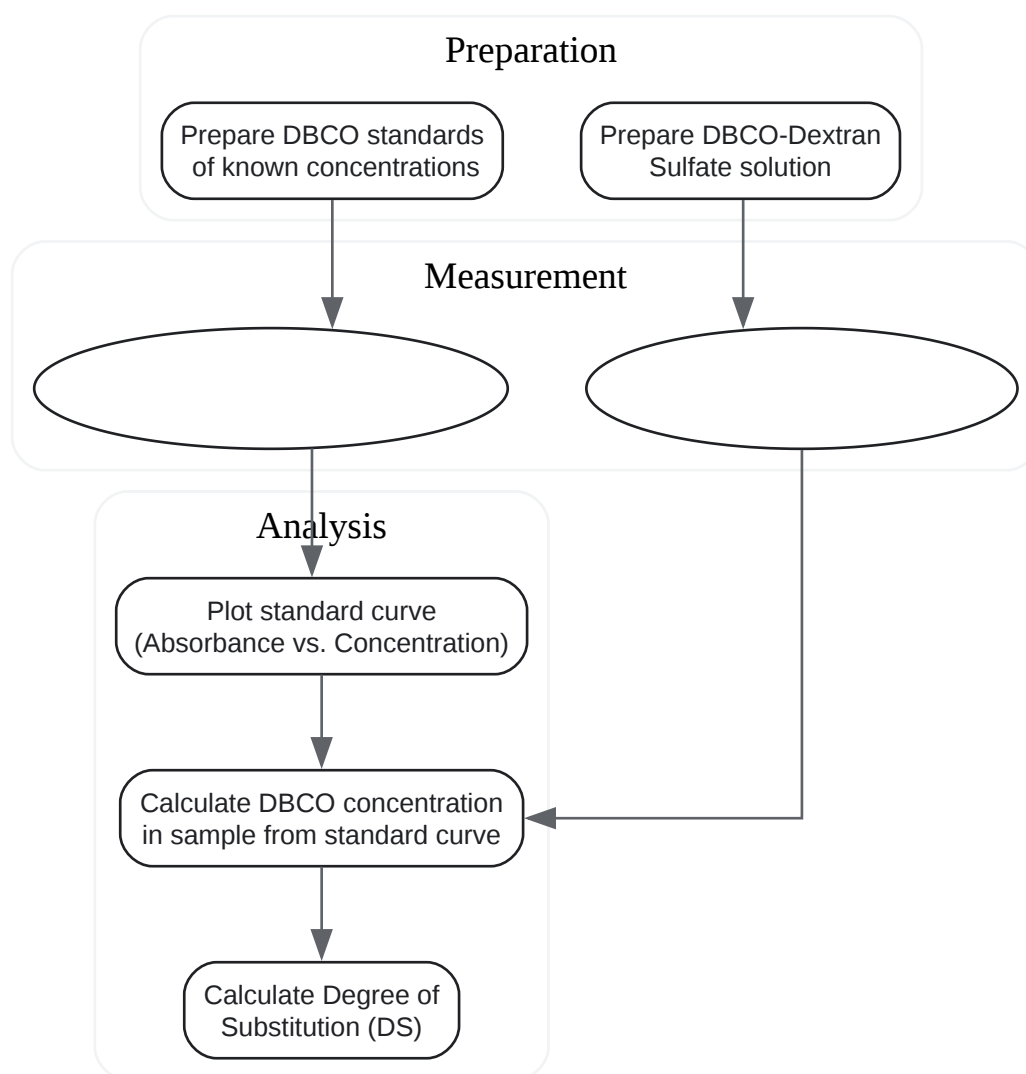 Preparation
Prepare DBCO standards
of known concentrations
Prepare DBCO-Dextran
Sulfate solution
Measurement
Analysis
Plot standard curve
(Absorbance vs. Concentration)
Calculate DBCO concentration
in sample from standard curve
Calculate Degree of
Substitution (DS)